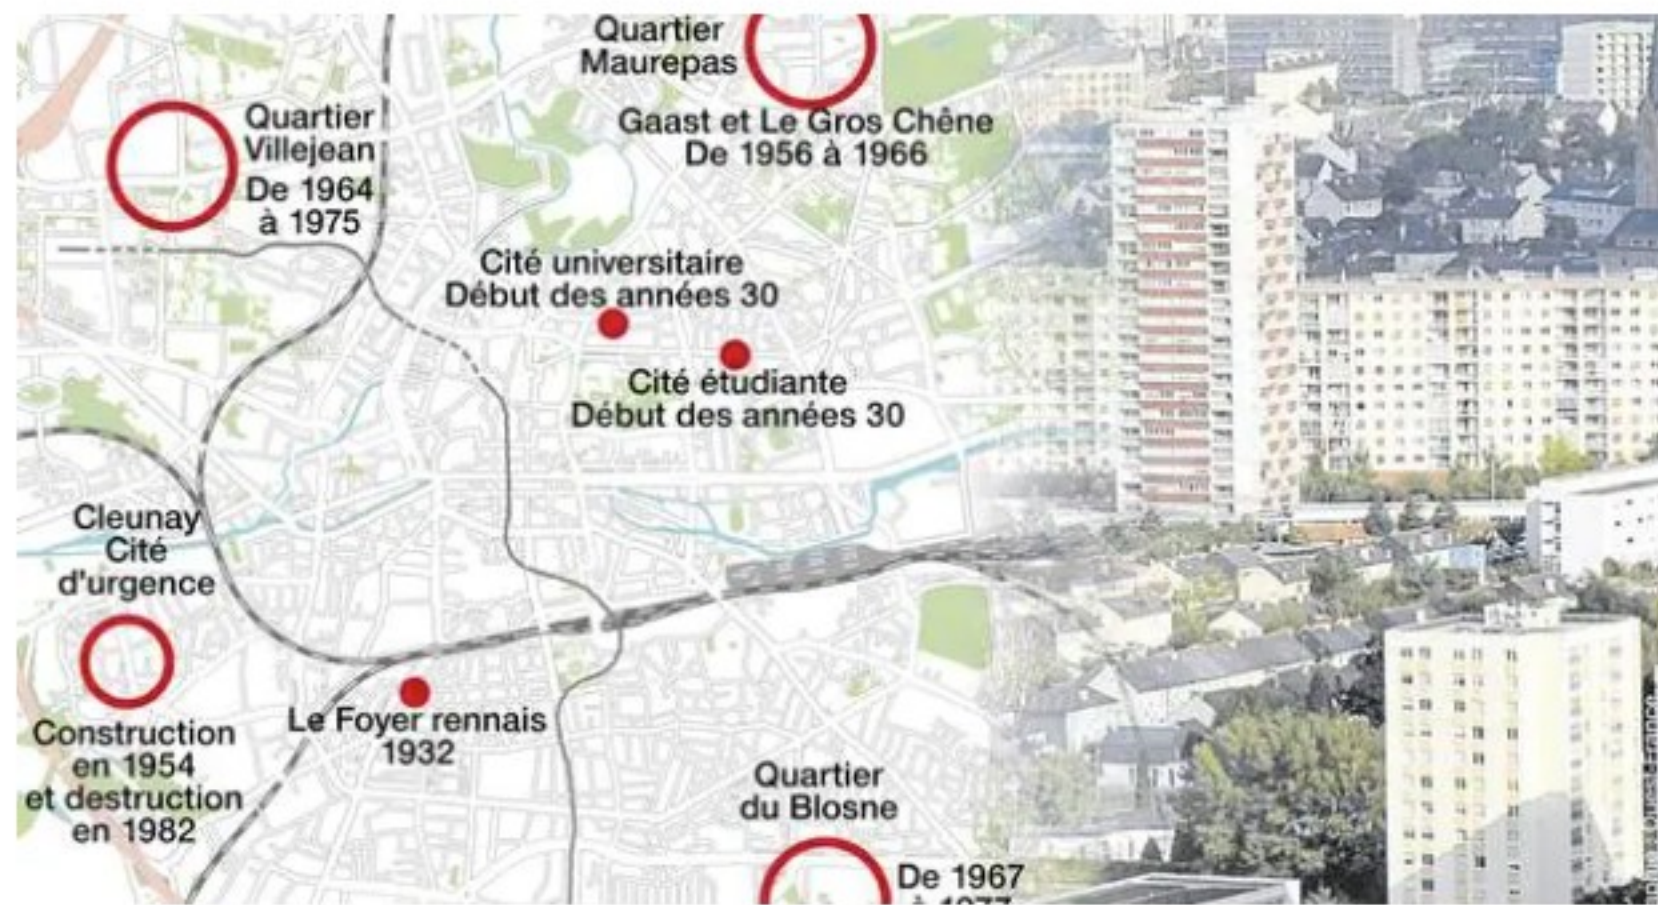 Quartier
Maurepas
Gaast et Le Gros Chêne
De 1956 à 1966
Quartier
Villejean
De 1964
à 1975
Cité universitaire
Début des années 30
Cité étudiante
Début des années 30
Cleunay
Cité
d'urgence
Construction
en 1954
et destruction
en 1982
Le Foyer rennais
1932
Quartier
du Blosne
De 1967
à 1977